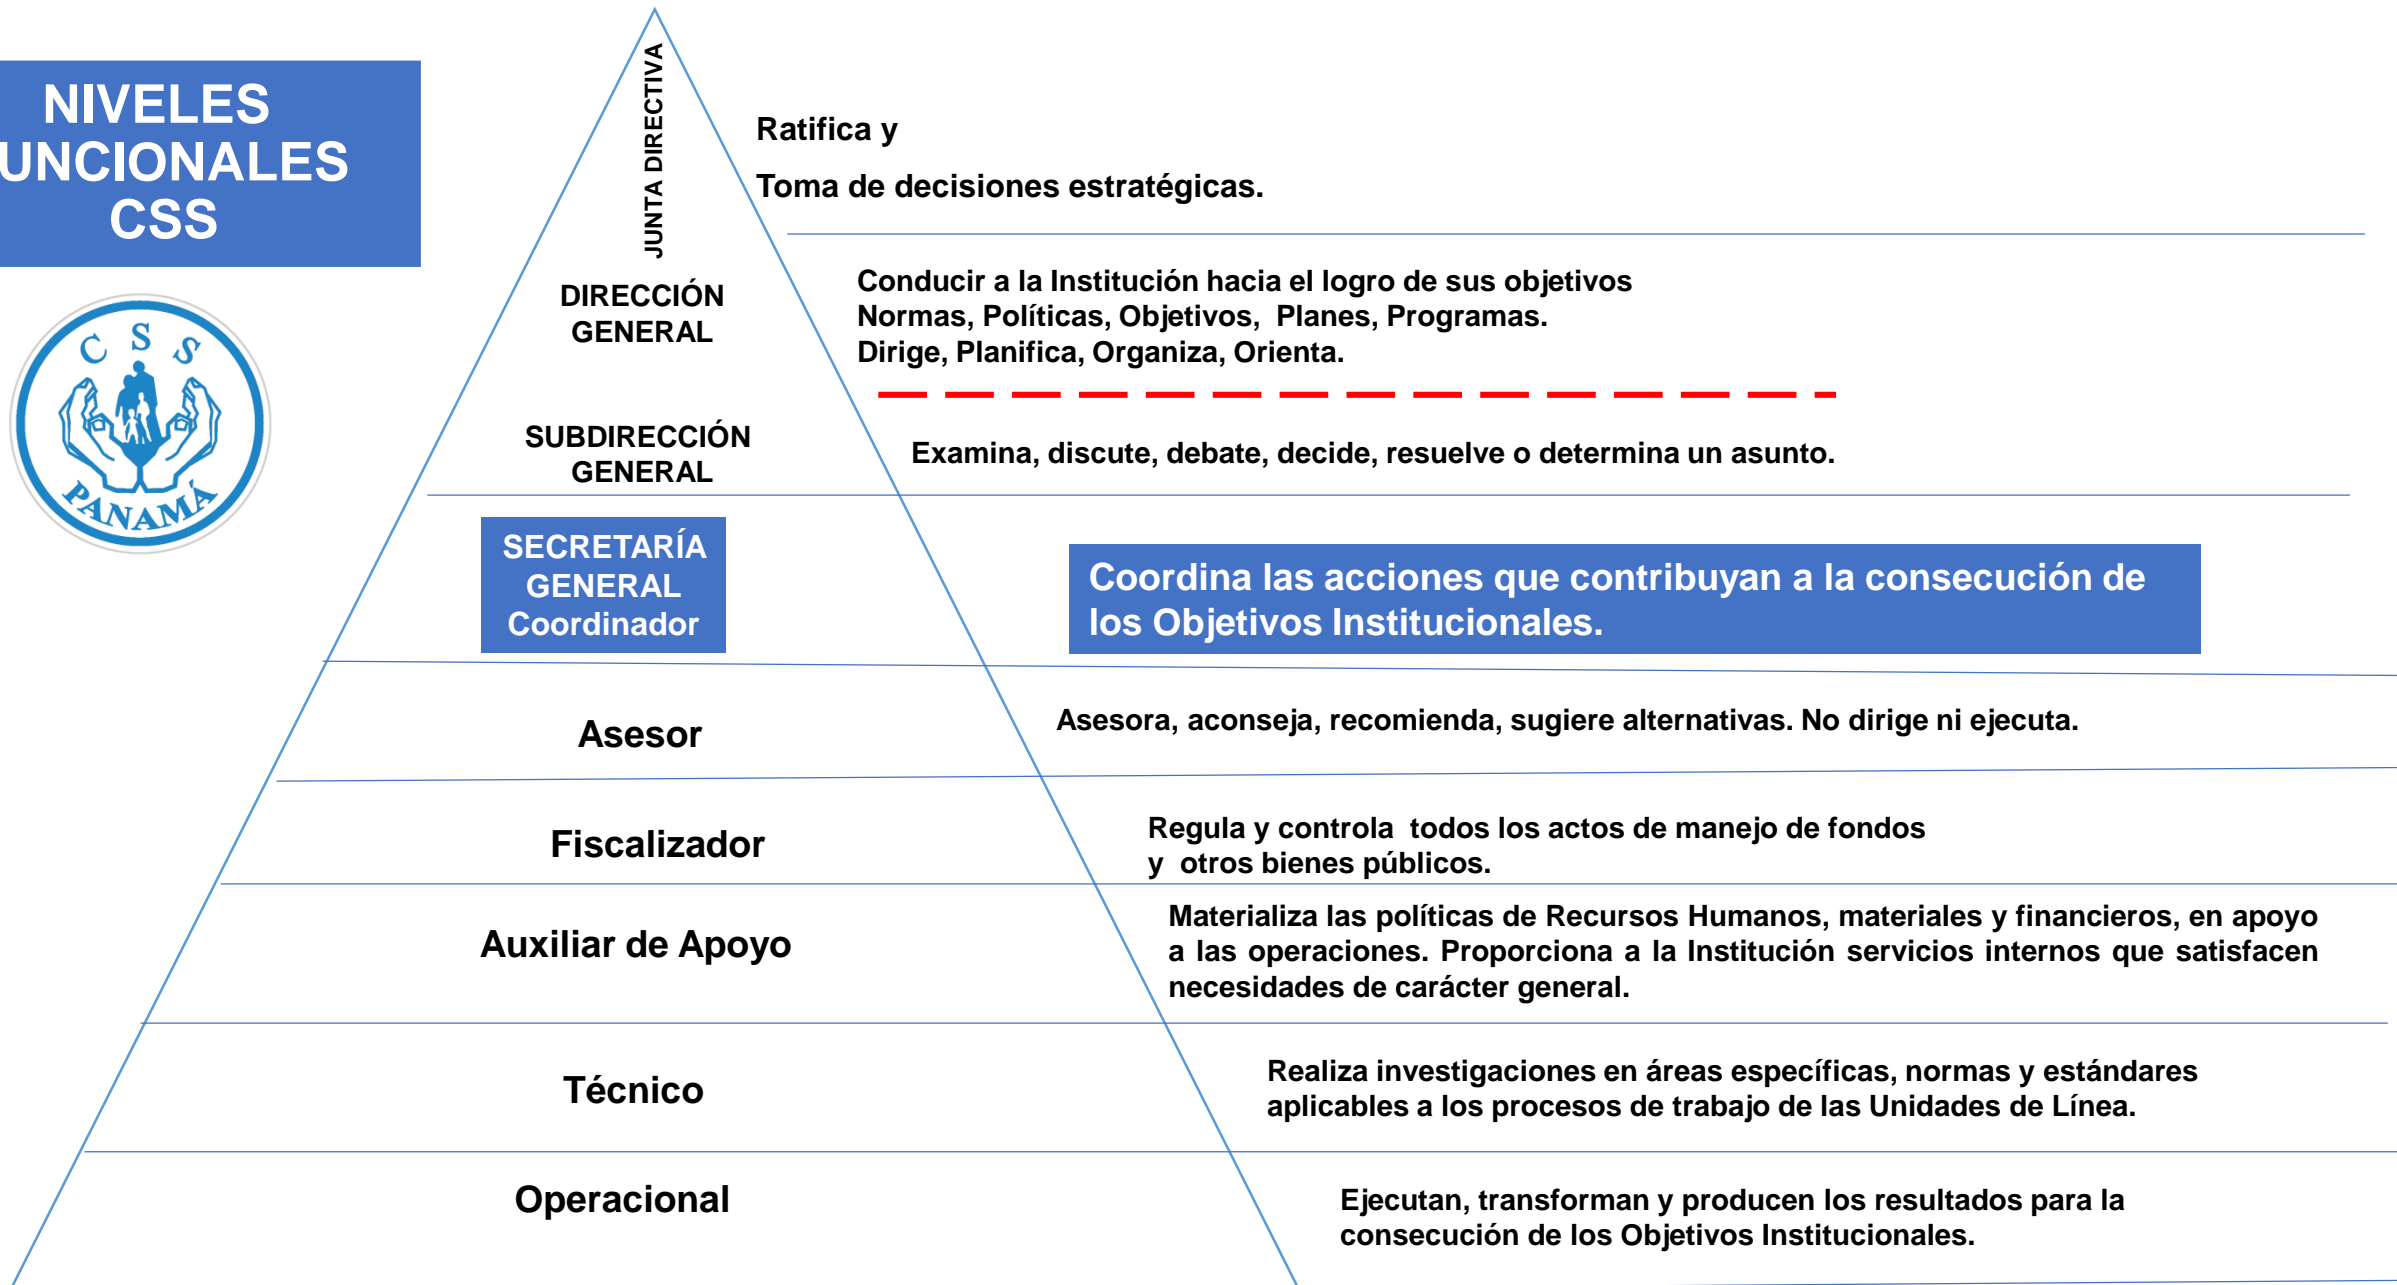 NIVELES
UNCIONALES
CSS
C S S
PANAMÁ
JUNTA DIRECTIVA
Ratifica y
Toma de decisiones estratégicas.
DIRECCIÓN
GENERAL
Conducir a la Institución hacia el logro de sus objetivos
Normas, Políticas, Objetivos, Planes, Programas.
Dirige, Planifica, Organiza, Orienta.
SUBDIRECCIÓN
GENERAL
Examina, discute, debate, decide, resuelve o determina un asunto.
SECRETARÍA
GENERAL
Coordinador
Coordina las acciones que contribuyan a la consecución de
los Objetivos Institucionales.
Asesor
Asesora, aconseja, recomienda, sugiere alternativas. No dirige ni ejecuta.
Fiscalizador
Regula y controla todos los actos de manejo de fondos
y otros bienes públicos.
Auxiliar de Apoyo
Materializa las políticas de Recursos Humanos, materiales y financieros, en apoyo
a las operaciones. Proporciona a la Institución servicios internos que satisfacen
necesidades de carácter general.
Técnico
Realiza investigaciones en áreas específicas, normas y estándares
aplicables a los procesos de trabajo de las Unidades de Línea.
Operacional
Ejecutan, transforman y producen los resultados para la
consecución de los Objetivos Institucionales.